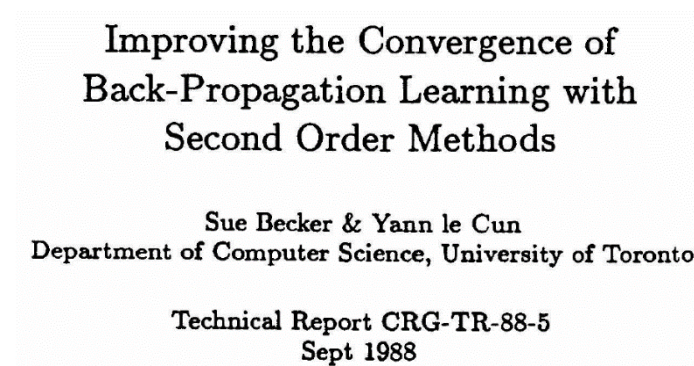 Improving the Convergence of
Back-Propagation Learning with
Second Order Methods
Sue Becker & Yann le Cun
Department of Computer Science, University of Toronto
Technical Report CRG-TR-88-5
Sept 1988